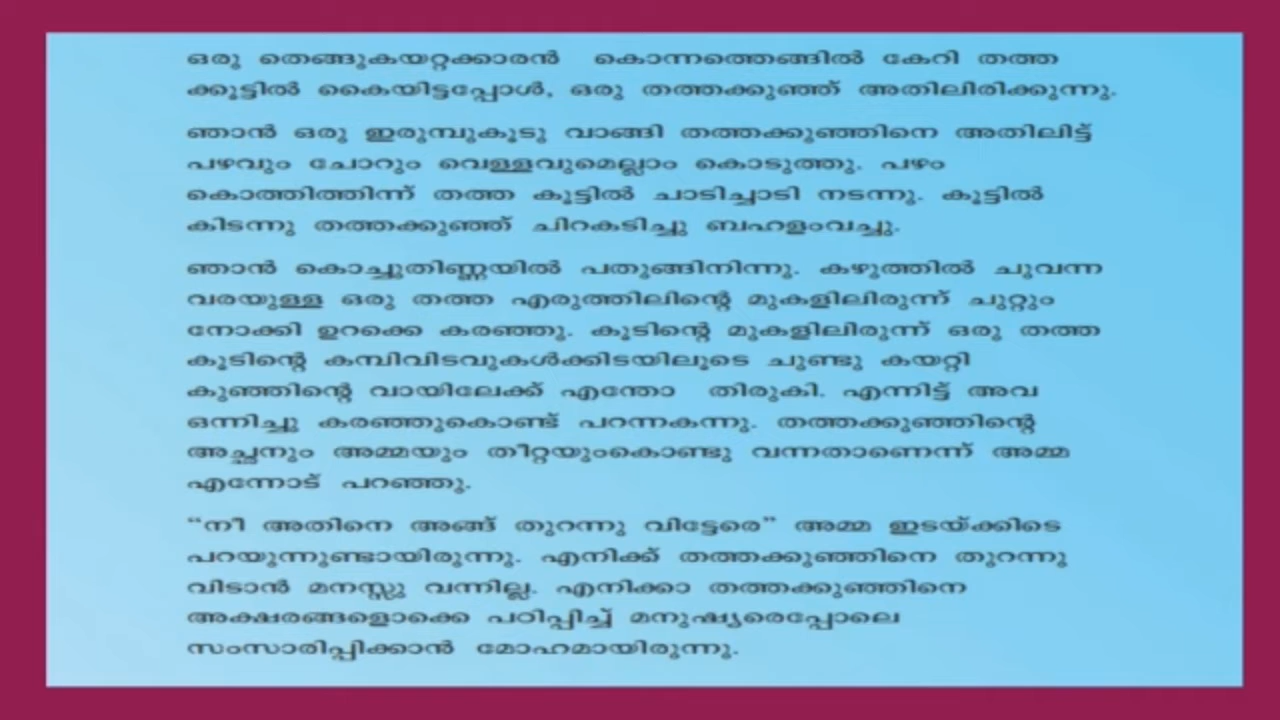 ഒരു തെങ്ങുകയറ്റക്കാരൻ കൊന്നത്തെങ്ങിൽ കേറി തത്ത
ക്കൂട്ടിൽ കൈയിട്ടപ്പോൾ, ഒരു തത്തക്കുഞ്ഞ് അതിലിരിക്കുന്നു.
ഞാൻ ഒരു ഇരുമ്പുകൂടു വാങ്ങി തത്തക്കുഞ്ഞിനെ അതിലിട്ട്
പഴവും ചോറും വെള്ളവുമെല്ലാം കൊടുത്തു. പഴം
കൊത്തിത്തിന്ന് തത്ത കൂട്ടിൽ ചാടിച്ചാടി നടന്നു. കൂട്ടിൽ
കിടന്നു തത്തക്കുഞ്ഞ് ചിറകടിച്ചു ബഹളംവച്ചു.
ഞാൻ കൊച്ചുതിണ്ണയിൽ പതുങ്ങിനിന്നു. കഴുത്തിൽ ചുവന്ന
വരയുള്ള ഒരു തത്ത എരുത്തിലിന്റെ മുകളിലിരുന്ന് ചുറ്റും
നോക്കി ഉറക്കെ കരഞ്ഞു. കൂടിന്റെ മുകളിലിരുന്ന് ഒരു തത്ത
കൂടിന്റെ കമ്പിവിടവുകൾക്കിടയിലൂടെ ചുണ്ടു കയറ്റി
കുഞ്ഞിന്റെ വായിലേക്ക് എന്തോ തിരുകി. എന്നിട്ട് അവ
ഒന്നിച്ചു കരഞ്ഞുകൊണ്ട് പറന്നകന്നു. തത്തക്കുഞ്ഞിന്റെ
അച്ഛനും അമ്മയും തീറ്റയുംകൊണ്ടു വന്നതാണെന്ന് അമ്മ
എന്നോട് പറഞ്ഞു.
“നീ അതിനെ അങ്ങ് തുറന്നു വിട്ടേരെ” അമ്മ ഇടയ്ക്കിടെ
പറയുന്നുണ്ടായിരുന്നു. എനിക്ക് തത്തക്കുഞ്ഞിനെ തുറന്നു
വിടാൻ മനസ്സു വന്നില്ല. എനിക്കാ തത്തക്കുഞ്ഞിനെ
അക്ഷരങ്ങളൊക്കെ പഠിപ്പിച്ച് മനുഷ്യരെപ്പോലെ
സംസാരിപ്പിക്കാൻ മോഹമായിരുന്നു.